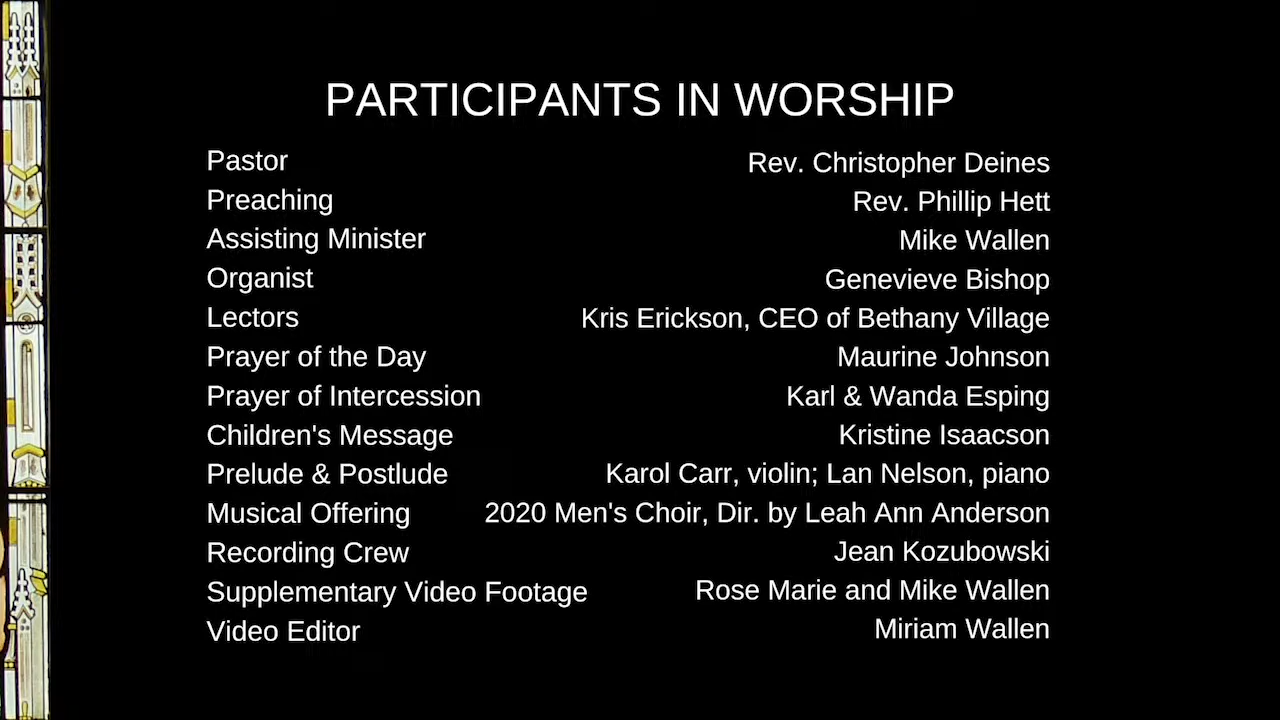 PARTICIPANTS IN WORSHIP
Pastor Rev. Christopher Deines
Preaching Rev. Phillip Hett
Assisting Minister Mike Wallen
Organist Genevieve Bishop
Lectors Kris Erickson, CEO of Bethany Village
Prayer of the Day Maurine Johnson
Prayer of Intercession Karl & Wanda Esping
Children's Message Kristine Isaacson
Prelude & Postlude Karol Carr, violin; Lan Nelson, piano
Musical Offering 2020 Men's Choir, Dir. by Leah Ann Anderson
Recording Crew Jean Kozubowski
Supplementary Video Footage Rose Marie and Mike Wallen
Video Editor Miriam Wallen